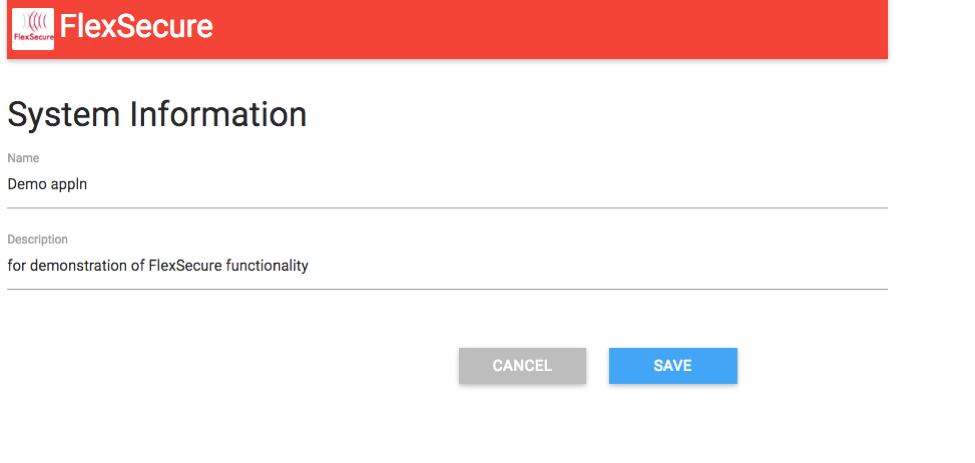 FlexSecure
FlexSecure
System Information
Name
Demo appln
Description
for demonstration of FlexSecure functionality
CANCEL
SAVE